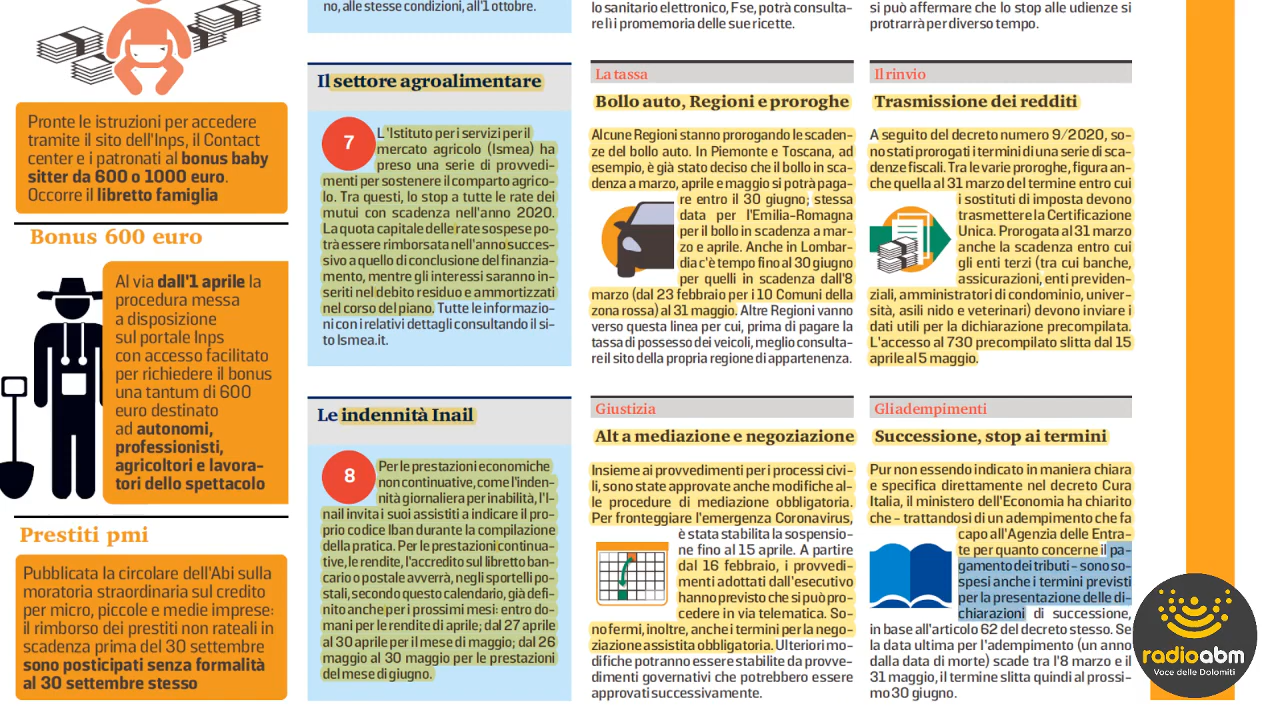 Pronte le istruzioni per accedere
tramite il sito dell'Inps, il Contact
center e i patronati al bonus baby
sitter da 600 o 1000 euro.
Occorre il libretto famiglia
Bonus 600 euro
Al via dall'1 aprile la
procedura messa
a disposizione
sul portale Inps
con accesso facilitato
per richiedere il bonus
una tantum di 600
euro destinato
ad autonomi,
professionisti,
agricoltori e lavora-
tori dello spettacolo
Prestiti pmi
Pubblicata la circolare dell'Abi sulla
moratoria straordinaria sul credito
per micro, piccole e medie imprese:
il rimborso dei prestiti non rateali in
scadenza prima del 30 settembre
sono posticipati senza formalità
al 30 settembre stesso
no, alle stesse condizioni, all'1 ottobre.
Il settore agroalimentare
7
L'Istituto per i servizi per il
mercato agricolo (Ismea) ha
preso una serie di provvedi-
menti per sostenere il comparto agrico-
lo. Tra questi, lo stop a tutte le rate dei
mutui con scadenza nell'anno 2020.
La quota capitale delle rate sospese po-
trà essere rimborsata nell'anno succes-
sivo a quello di conclusione del finanzia-
mento, mentre gli interessi saranno in-
seriti nel debito residuo e ammortizzati
nel corso del piano. Tutte le informazio-
ni con i relativi dettagli consultando il si-
to Ismea.it.
Le indennità Inail
8
Per le prestazioni economiche
non continuative, come l'inden-
nità giornaliera per inabilità, l'I-
nail invita i suoi assistiti a indicare il pro-
prio codice Iban durante la compilazione
della pratica. Per le prestazioni continua-
tive, le rendite, l'accredito sul libretto ban-
cario o postale avverrà, negli sportelli po-
stali, secondo questo calendario, già defi-
nito anche per i prossimi mesi: entro do-
mani per le rendite di aprile; dal 27 aprile
al 30 aprile per il mese di maggio; dal 26
maggio al 30 maggio per le prestazioni
del mese di giugno.
lo sanitario elettronico, Fse, potrà consulta-
re lì i promemoria delle sue ricette.
La tassa
Bollo auto, Regioni e proroghe
Alcune Regioni stanno prorogando le scaden-
ze del bollo auto. In Piemonte e Toscana, ad
esempio, è già stato deciso che il bollo in sca-
denza a marzo, aprile e maggio si potrà paga-
re entro il 30 giugno; stessa
data per l'Emilia-Romagna
per il bollo in scadenza a mar-
zo e aprile. Anche in Lombar-
dia c'è tempo fino al 30 giugno
per quelli in scadenza dall'8
marzo (dal 23 febbraio per i 10 Comuni della
zona rossa) al 31 maggio. Altre Regioni vanno
verso questa linea per cui, prima di pagare la
tassa di possesso dei veicoli, meglio consulta-
re il sito della propria regione di appartenenza.
Giustizia
Alt a mediazione e negoziazione
Insieme ai provvedimenti per i processi civi-
li, sono state approvate anche modifiche al-
le procedure di mediazione obbligatoria.
Per fronteggiare l'emergenza Coronavirus,
è stata stabilita la sospensio-
ne fino al 15 aprile. A partire
dal 16 febbraio, i provvedi-
menti adottati dall'esecutivo
hanno previsto che si può pro-
cedere in via telematica. So-
no fermi, inoltre, anche i termini per la nego-
ziazione assistita obbligatoria. Ulteriori mo-
difiche potranno essere stabilite da provve-
dimenti governativi che potrebbero essere
approvati successivamente.
si può affermare che lo stop alle udienze si
protrarrà per diverso tempo.
Il rinvio
Trasmissione dei redditi
A seguito del decreto numero 9/2020, so-
no stati prorogati i termini di una serie di sca-
denze fiscali. Tra le varie proroghe, figura an-
che quella al 31 marzo del termine entro cui
i sostituti di imposta devono
trasmettere la Certificazione
Unica. Prorogata al 31 marzo
anche la scadenza entro cui
gli enti terzi (tra cui banche,
assicurazioni, enti previden-
ziali, amministratori di condominio, univer-
sità, asili nido e veterinari) devono inviare i
dati utili per la dichiarazione precompilata.
L'accesso al 730 precompilato slitta dal 15
aprile al 5 maggio.
Gli adempimenti
Successione, stop ai termini
Pur non essendo indicato in maniera chiara
e specifica direttamente nel decreto Cura
Italia, il ministero dell'Economia ha chiarito
che - trattandosi di un adempimento che fa
capo all'Agenzia delle Entra-
te per quanto concerne il pa-
gamento dei tributi - sono so-
spesi anche i termini previsti
per la presentazione delle di-
chiarazioni di successione,
in base all'articolo 62 del decreto stesso. Se
la data ultima per l'adempimento (un anno
dalla data di morte) scade tra l'8 marzo e il
31 maggio, il termine slitta quindi al prossi-
mo 30 giugno.
radioabm
Voce delle Dolomiti